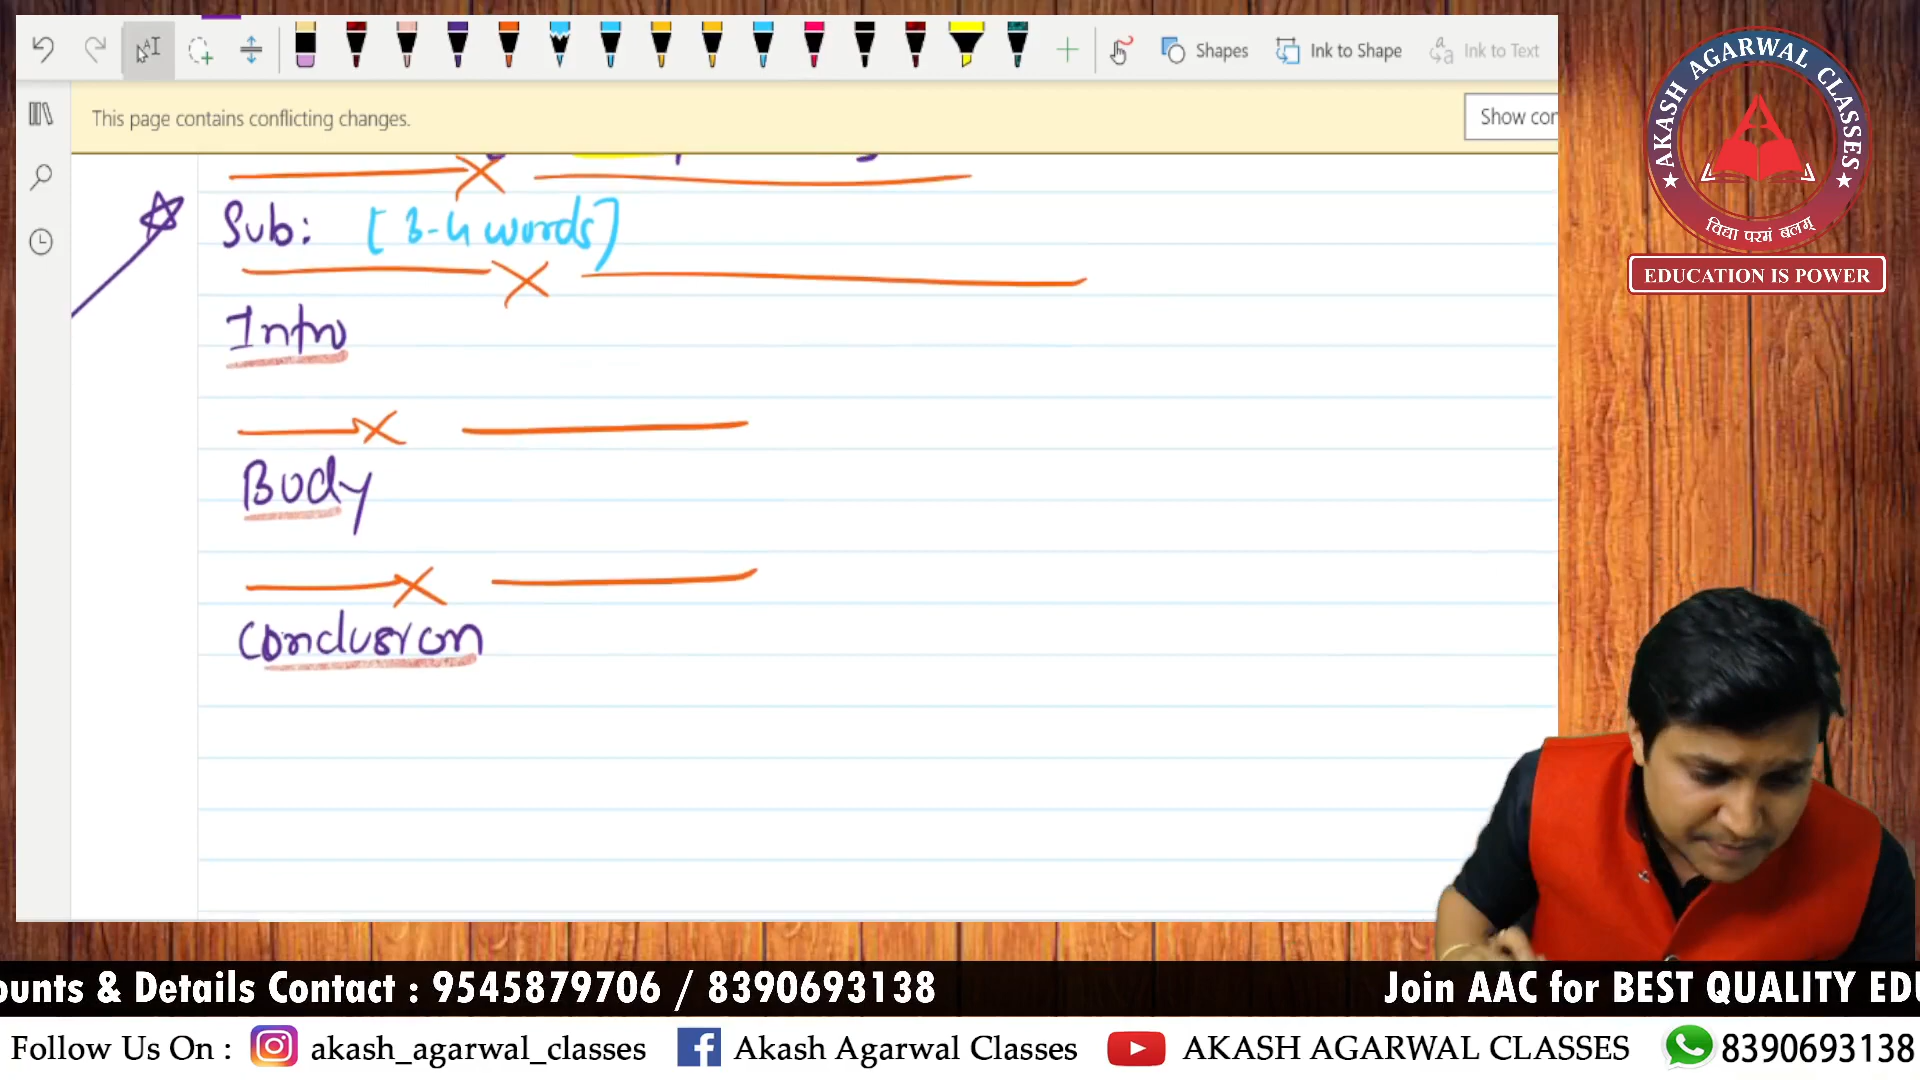 Shapes
Ink to Shape
Ink to Text
This page contains conflicting changes.
Show con
Sub: [3-4 words]
Intro
Body
Conclusion
AKASH AGARWAL CLASSES
विद्या परमं बलम्
EDUCATION IS POWER
ounts & Details Contact : 9545879706 / 8390693138
Join AAC for BEST QUALITY EDU
Follow Us On : akash_agarwal_classes Akash Agarwal Classes AKASH AGARWAL CLASSES 8390693138